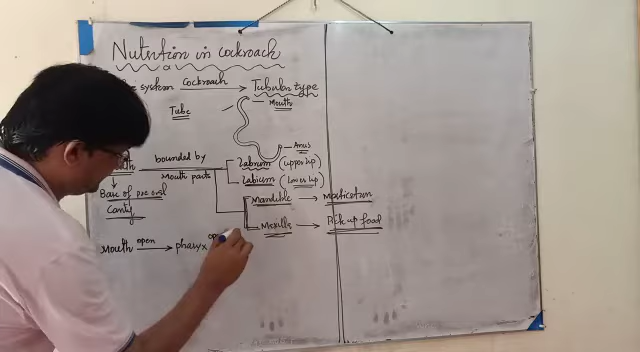 Nutrition in cockroach
system cockroach → Tubular type
Tube
Mouth
Anus
bounded by
Mouth parts
Labrum (upper lip)
Labium (Lower lip)
Base of pre oral
cavity
Mandible → mastication
Maxilla → Pick up food
Mouth open → pharyx